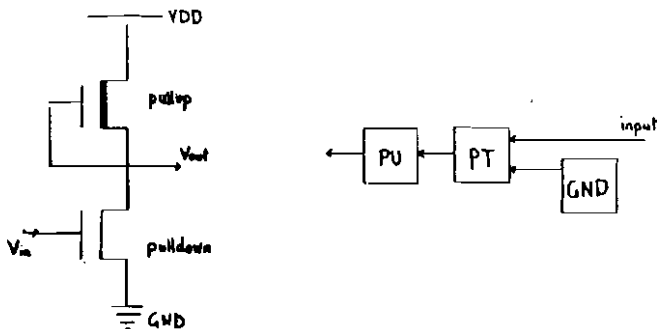 VDD
pullup
Vout
Vin
pulldown
GND
input
PU
PT
GND